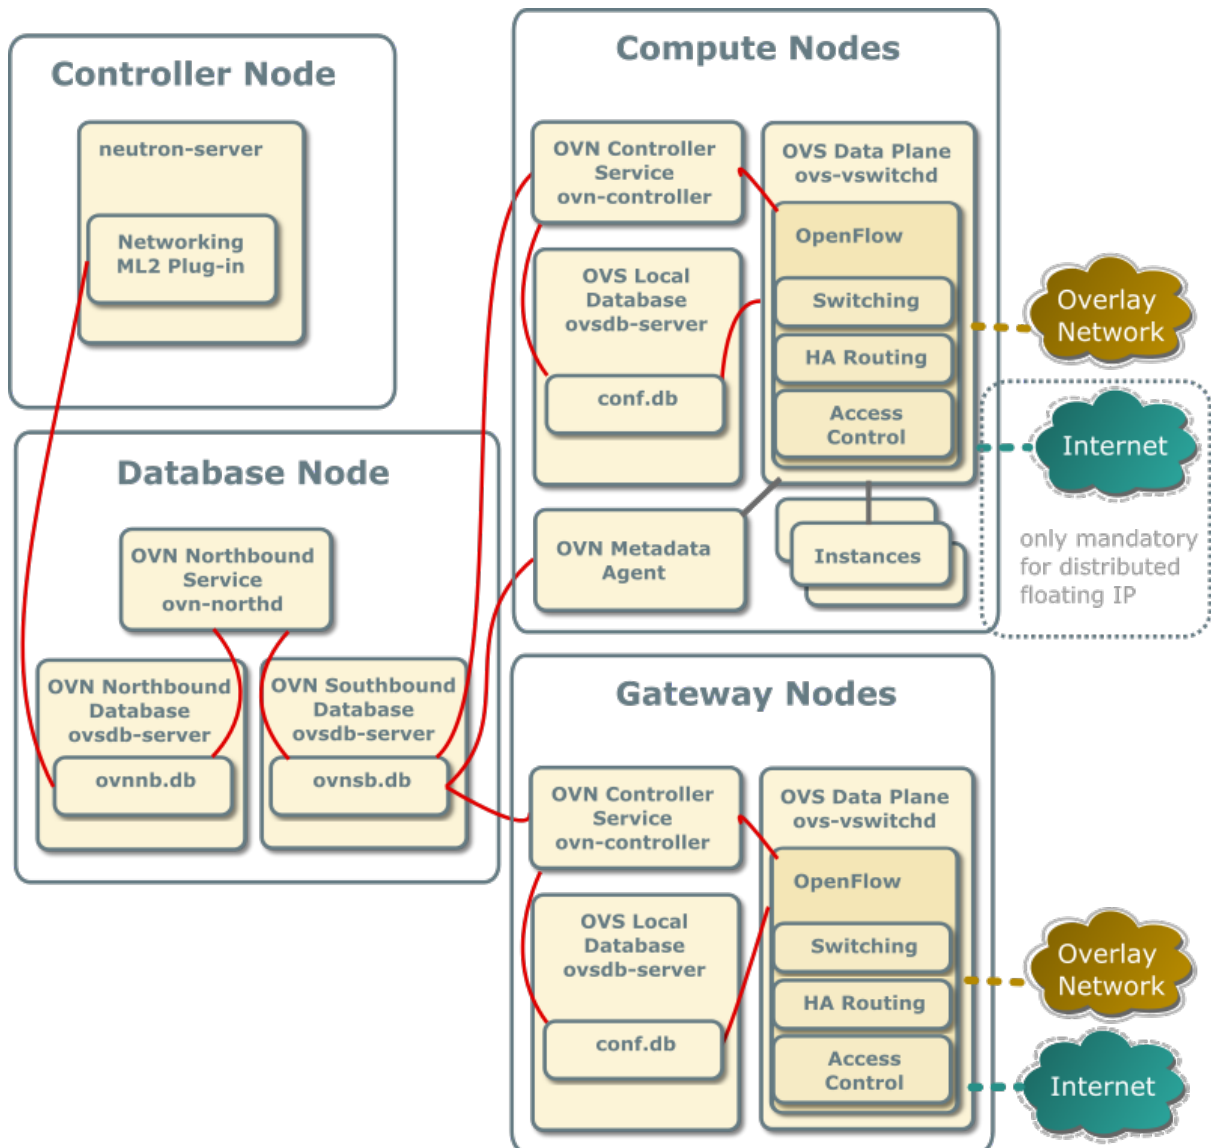 Controller Node
neutron-server
Networking
ML2 Plug-in
Database Node
OVN Northbound
Service
ovn-northd
OVN Northbound
Database
ovsdb-server
ovnnb.db
OVN Southbound
Database
ovsdb-server
ovnsb.db
Compute Nodes
OVN Controller
Service
ovn-controller
OVS Local
Database
ovsdb-server
conf.db
OVS Data Plane
ovs-vswitchd
OpenFlow
Switching
HA Routing
Access
Control
OVN Metadata
Agent
Instances
Overlay
Network
Internet
only mandatory
for distributed
floating IP
Gateway Nodes
OVN Controller
Service
ovn-controller
OVS Local
Database
ovsdb-server
conf.db
OVS Data Plane
ovs-vswitchd
OpenFlow
Switching
HA Routing
Access
Control
Overlay
Network
Internet